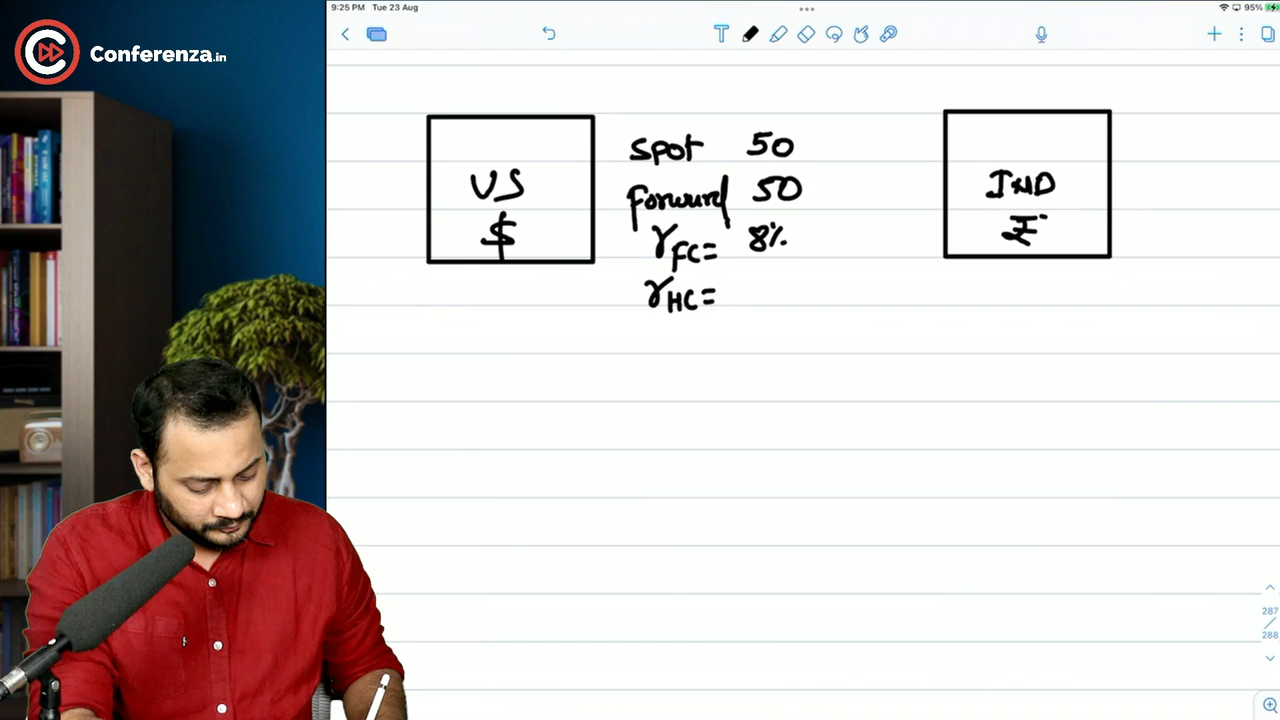 9:25 PM Tue 23 Aug
95%
Conferenza.in
T
US
$
Spot 50
Forward 50
rFC= 8%
rHC=
IND
₹
287
288